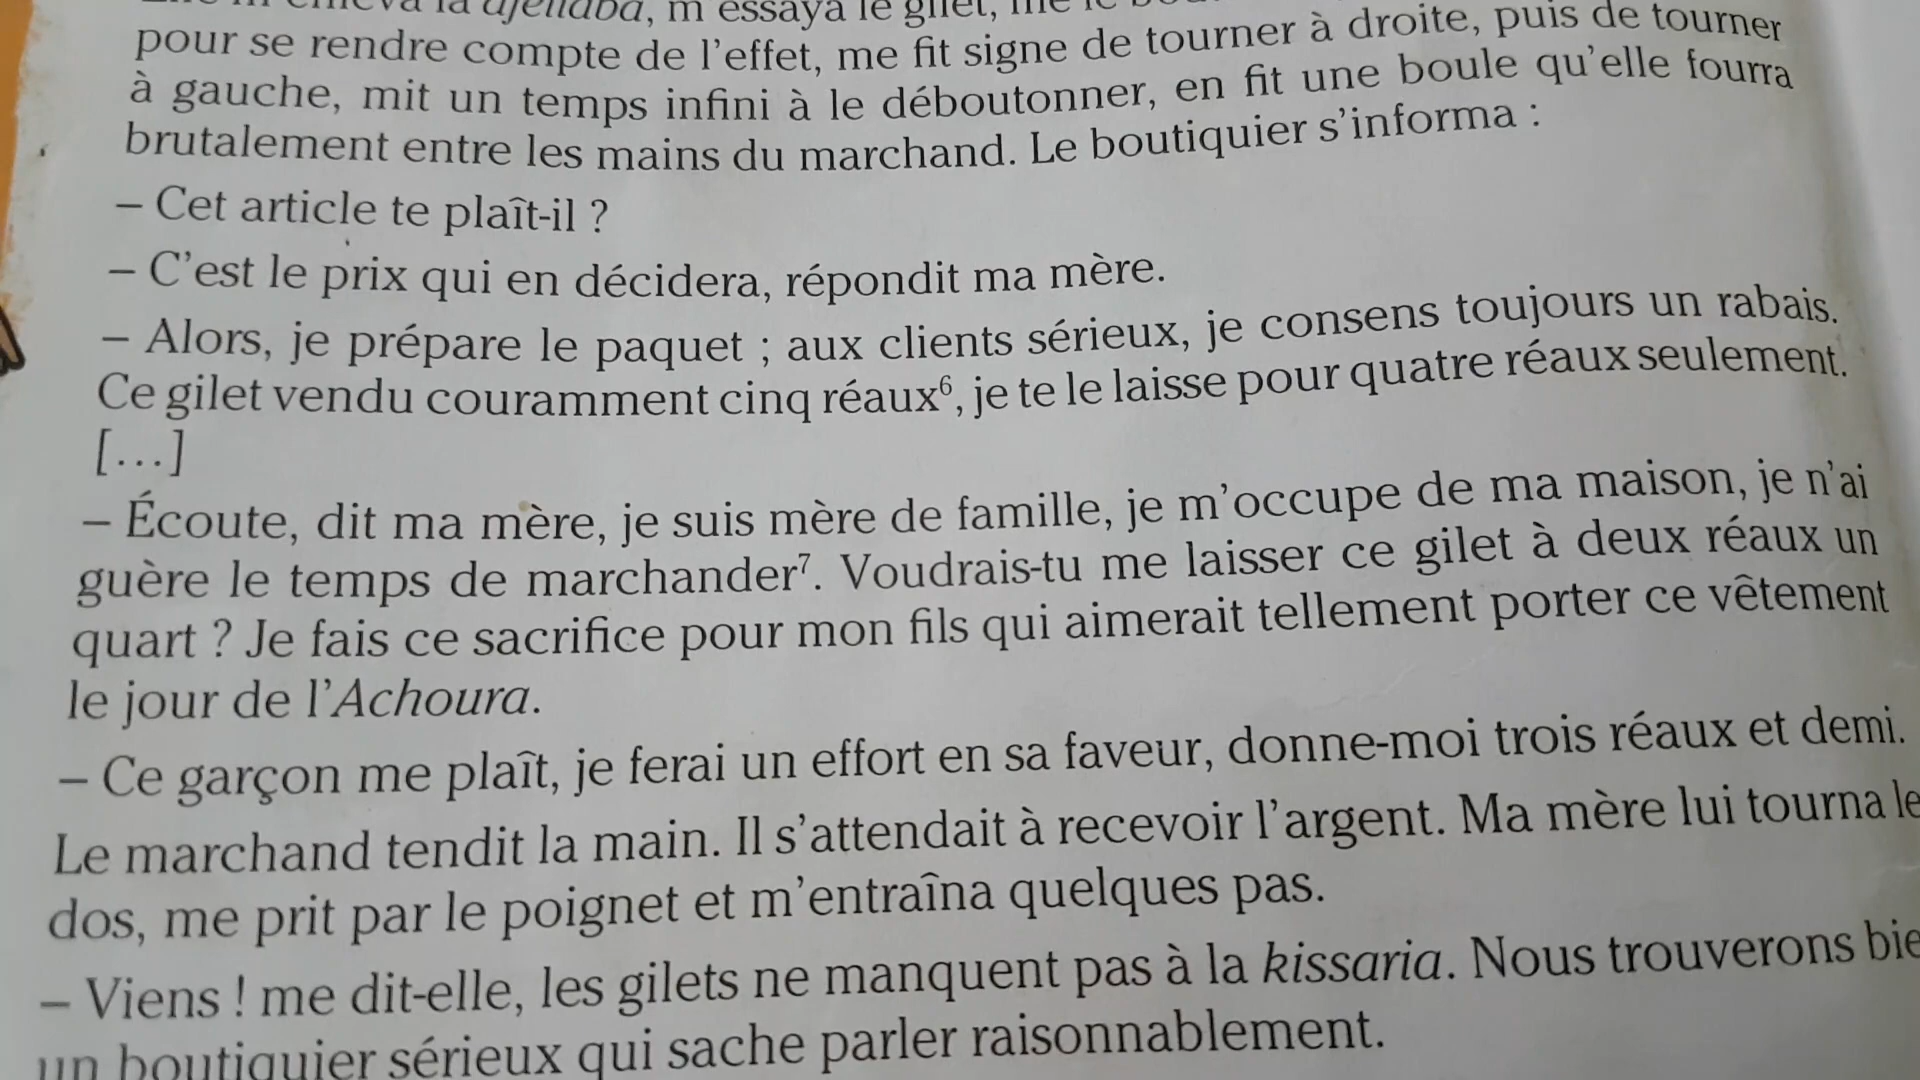 la djellaba, m'essaya le gilet,
pour se rendre compte de l'effet, me fit signe de tourner à droite, puis de tourner
à gauche, mit un temps infini à le déboutonner, en fit une boule qu'elle fourra
brutalement entre les mains du marchand. Le boutiquier s'informa :
– Cet article te plaît-il ?
– C'est le prix qui en décidera, répondit ma mère.
– Alors, je prépare le paquet ; aux clients sérieux, je consens toujours un rabais.
Ce gilet vendu couramment cinq réaux⁶, je te le laisse pour quatre réaux seulement.
[...]
– Écoute, dit ma mère, je suis mère de famille, je m'occupe de ma maison, je n'ai
guère le temps de marchander⁷. Voudrais-tu me laisser ce gilet à deux réaux un
quart ? Je fais ce sacrifice pour mon fils qui aimerait tellement porter ce vêtement
le jour de l'Achoura.
– Ce garçon me plaît, je ferai un effort en sa faveur, donne-moi trois réaux et demi.
Le marchand tendit la main. Il s'attendait à recevoir l'argent. Ma mère lui tourna le
dos, me prit par le poignet et m'entraîna quelques pas.
– Viens ! me dit-elle, les gilets ne manquent pas à la kissaria. Nous trouverons bie
un boutiquier sérieux qui sache parler raisonnablement.